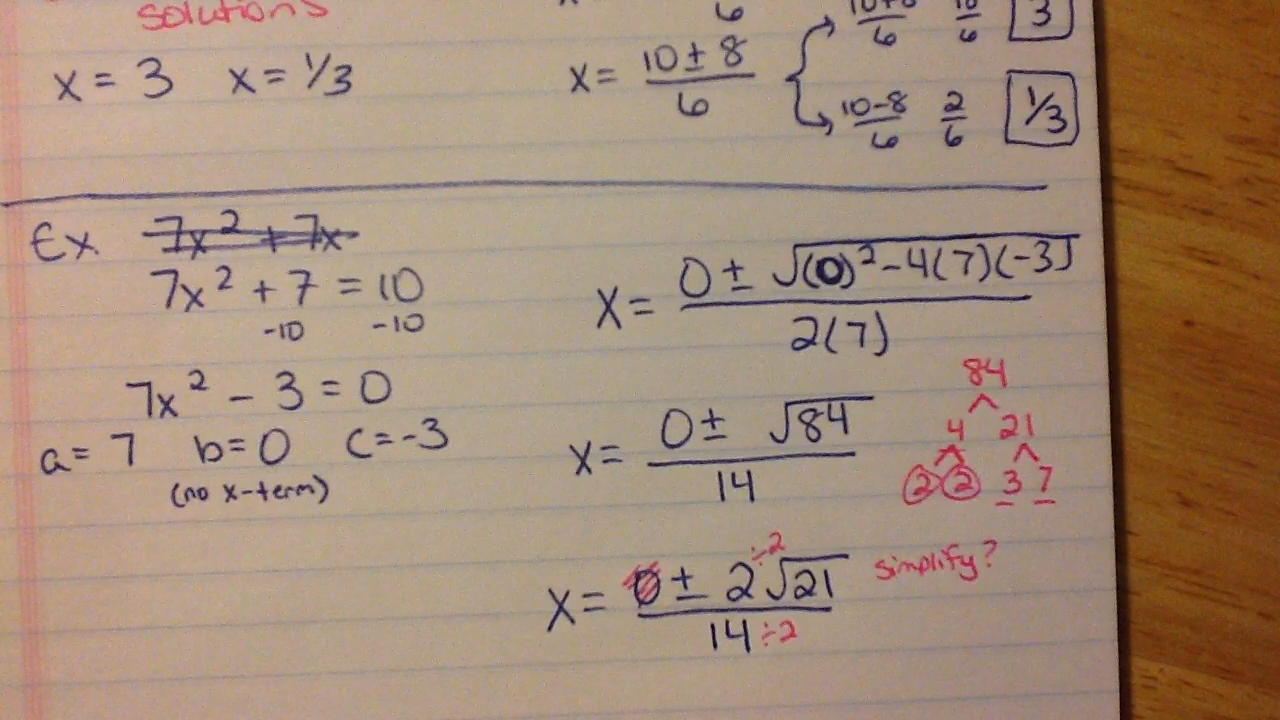 solutions
x = 3 x = 1/3
6
x = 10 ± 8 / 6
6 10/6 3
10-8/6 2/6 1/3
Ex. 7x² + 7x
7x² + 7 = 10
-10 -10
7x² - 3 = 0
a = 7 b = 0 c = -3
(no x-term)
x = 0 ± √(0)² - 4(7)(-3) / 2(7)
x = 0 ± √84 / 14
84
4 21
2 2 3 7
x = 0 ± 2√21 / 14
÷2
÷2
simplify?